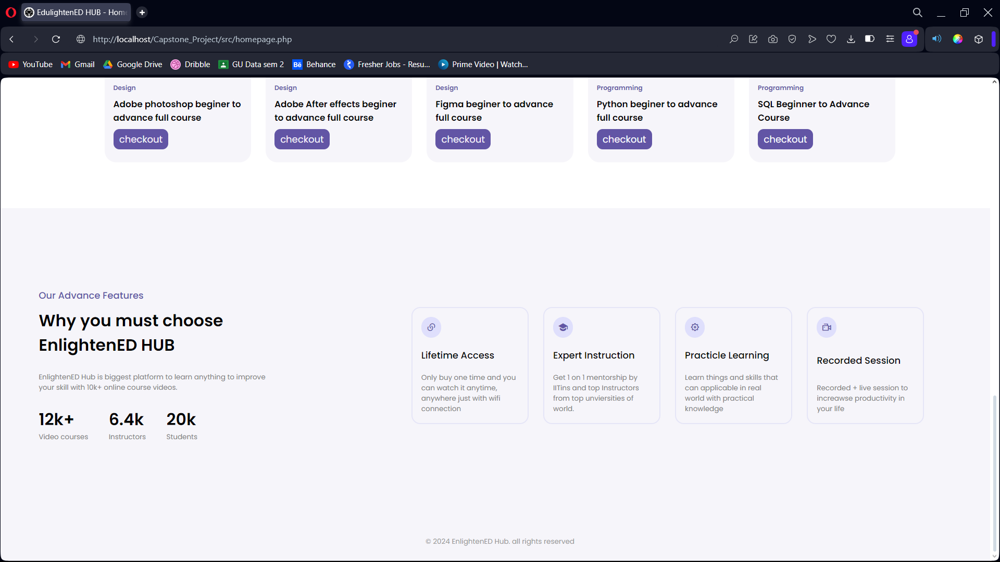 EdulightenED HUB - Hom
http://localhost/Capstone_Project/src/homepage.php
YouTube Gmail Google Drive Dribble GU Data sem 2 Behance Fresher Jobs - Resu... Prime Video | Watch...
Design
Adobe photoshop beginer to
advance full course
checkout
Design
Adobe After effects beginer
to advance full course
checkout
Design
Figma beginer to advance
full course
checkout
Programming
Python beginer to advance
full course
checkout
Programming
SQL Beginner to Advance
Course
checkout
Our Advance Features
Why you must choose
EnlightenED HUB
EnlightenED Hub is biggest platform to learn anything to improve
your skill with 10k+ online course videos.
12k+
Video courses
6.4k
Instructors
20k
Students
Lifetime Access
Only buy one time and you
can watch it anytime,
anywhere just with wifi
connection
Expert Instruction
Get 1 on 1 mentorship by
IITins and top Instructors
from top unviersities of
world.
Practicle Learning
Learn things and skills that
can applicable in real
world with practical
knowledge
Recorded Session
Recorded + live session to
increawse productivity in
your life
© 2024 EnlightenED Hub. all rights reserved